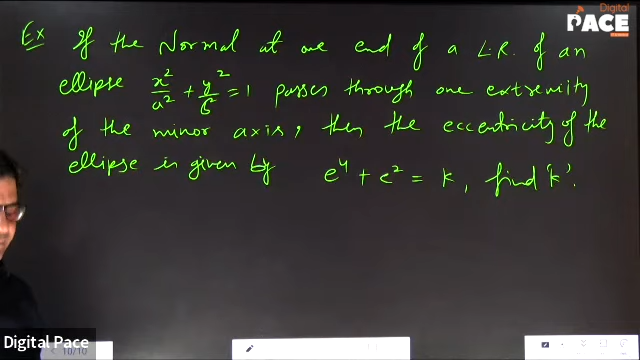 Digital
PACE
Ex If the Normal at one end of a L.R. of an
ellipse x²/a² + y²/b² = 1 passes through one extremity
of the minor axis, then the eccentricity of the
ellipse is given by e⁴ + e² = k, find 'k'.
Digital Pace
10/10